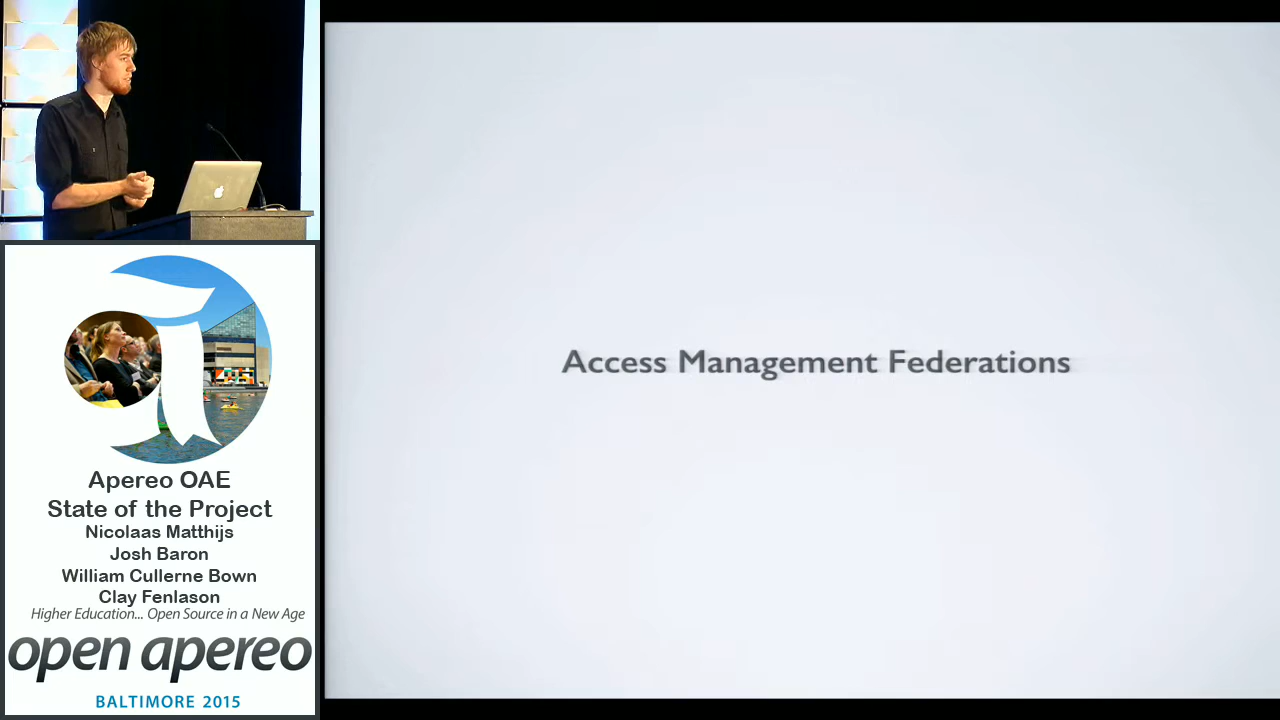 Access Management Federations
Apereo OAE
State of the Project
Nicolaas Matthijs
Josh Baron
William Cullerne Bown
Clay Fenlason
Higher Education... Open Source in a New Age
open apereo
BALTIMORE 2015